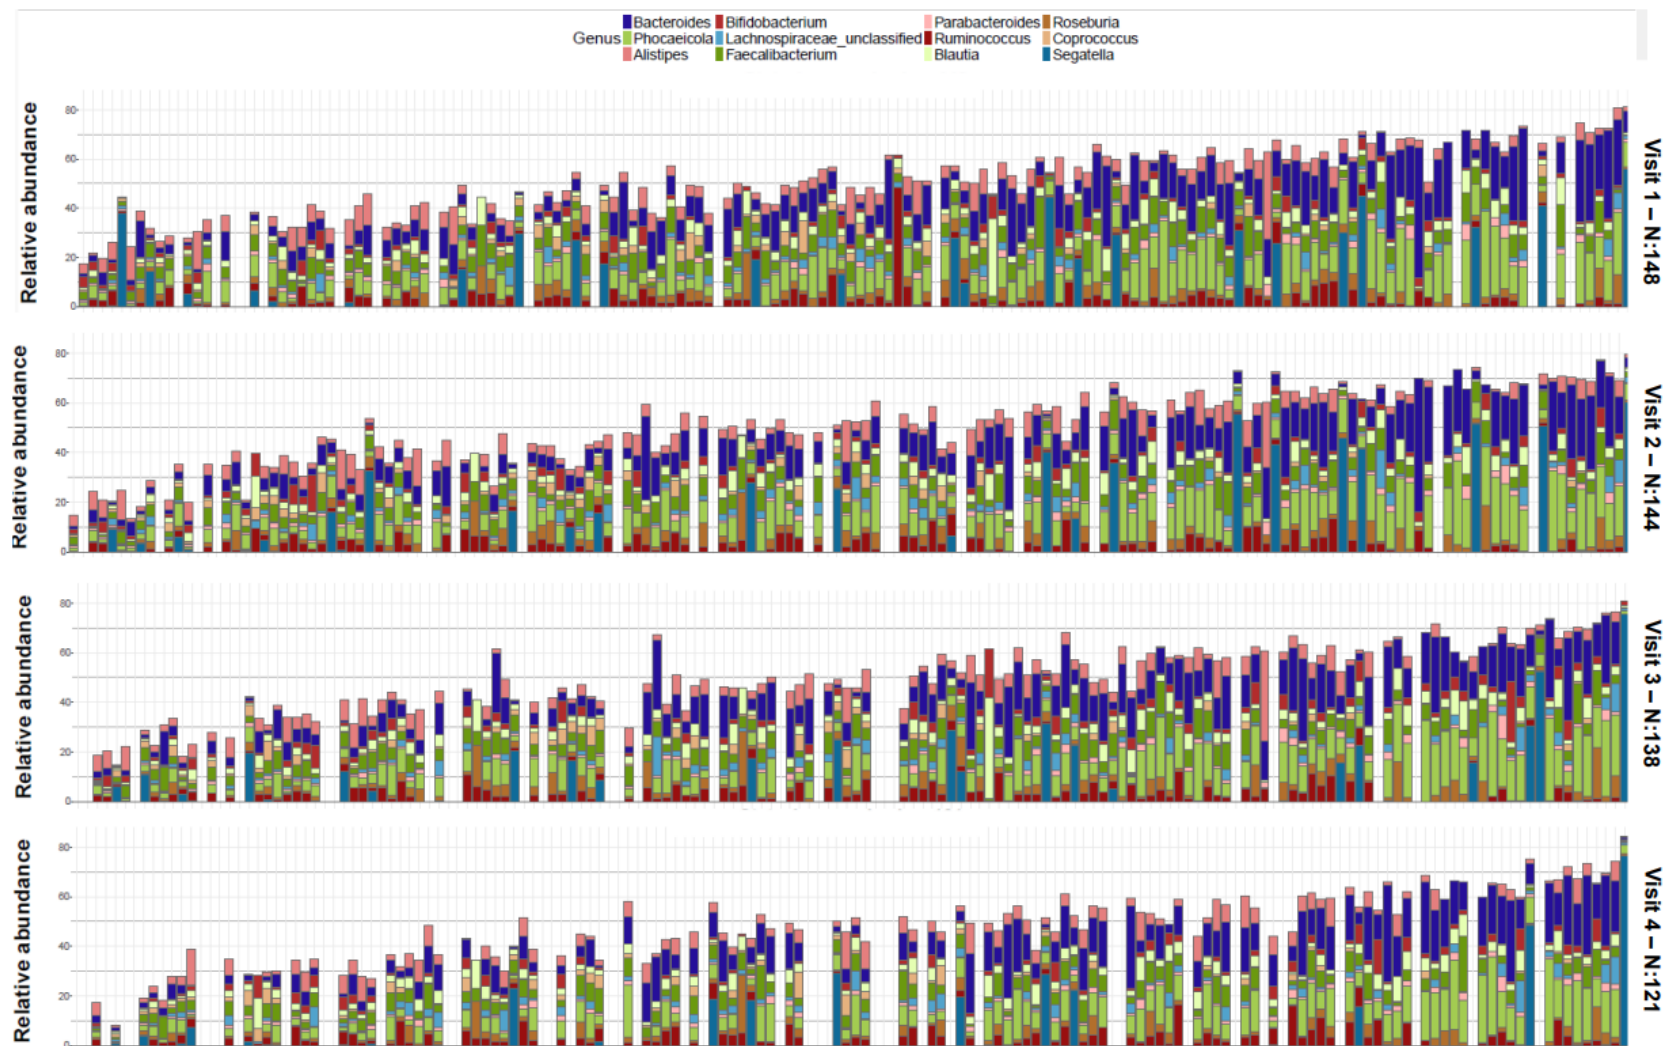 Bacteroides Bifidobacterium Parabacteroides Roseburia
Genus Phocaeicola Lachnospiraceae_unclassified Ruminococcus Coprococcus
Alistipes Faecalibacterium Blautia Segatella
Relative abundance
80
60
40
20
0
Visit 1 – N:148
Relative abundance
80
60
40
20
0
Visit 2 – N:144
Relative abundance
80
60
40
20
0
Visit 3 – N:138
Relative abundance
80
60
40
20
0
Visit 4 – N:121